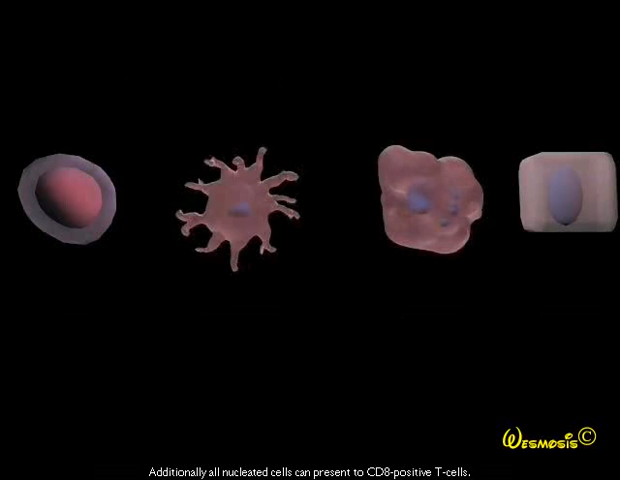 Wesmosis©
Additionally all nucleated cells can present to CD8-positive T-cells.